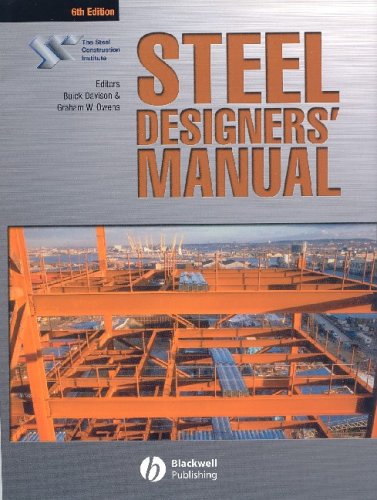 6th Edition
The Steel
Construction
Institute
Editors
Buick Davison &
Graham W. Owens
STEEL
DESIGNERS'
MANUAL
Blackwell
Publishing